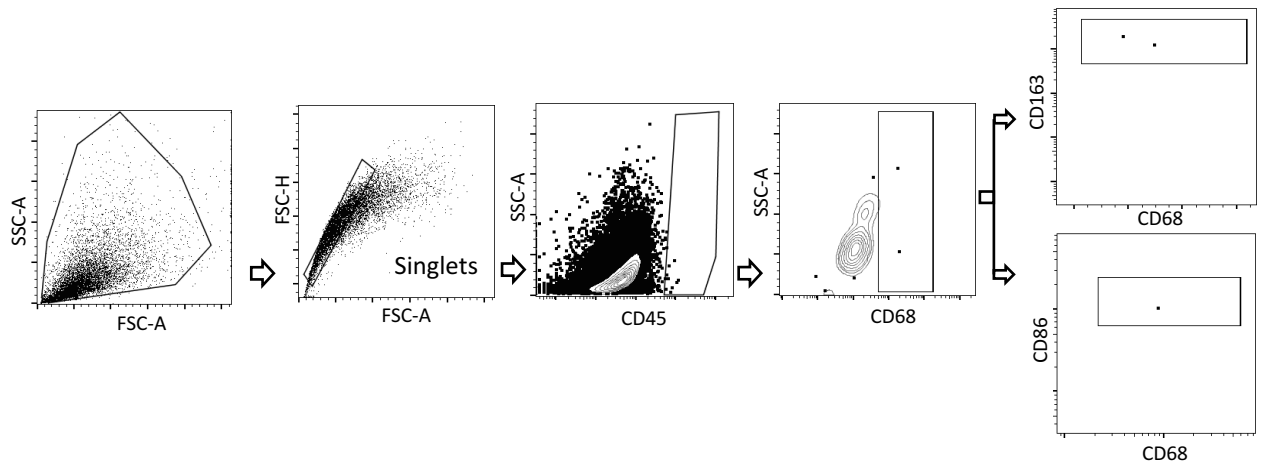 SSC-A
FSC-A
FSC-H
Singlets
FSC-A
SSC-A
CD45
SSC-A
CD68
CD163
CD68
CD86
CD68